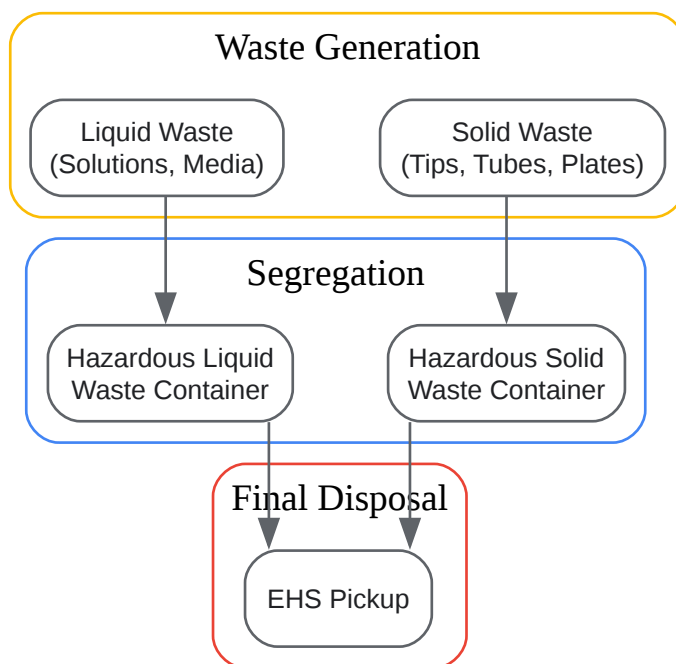 Waste Generation
Liquid Waste
(Solutions, Media)
Solid Waste
(Tips, Tubes, Plates)
Segregation
Hazardous Liquid
Waste Container
Hazardous Solid
Waste Container
Final Disposal
EHS Pickup